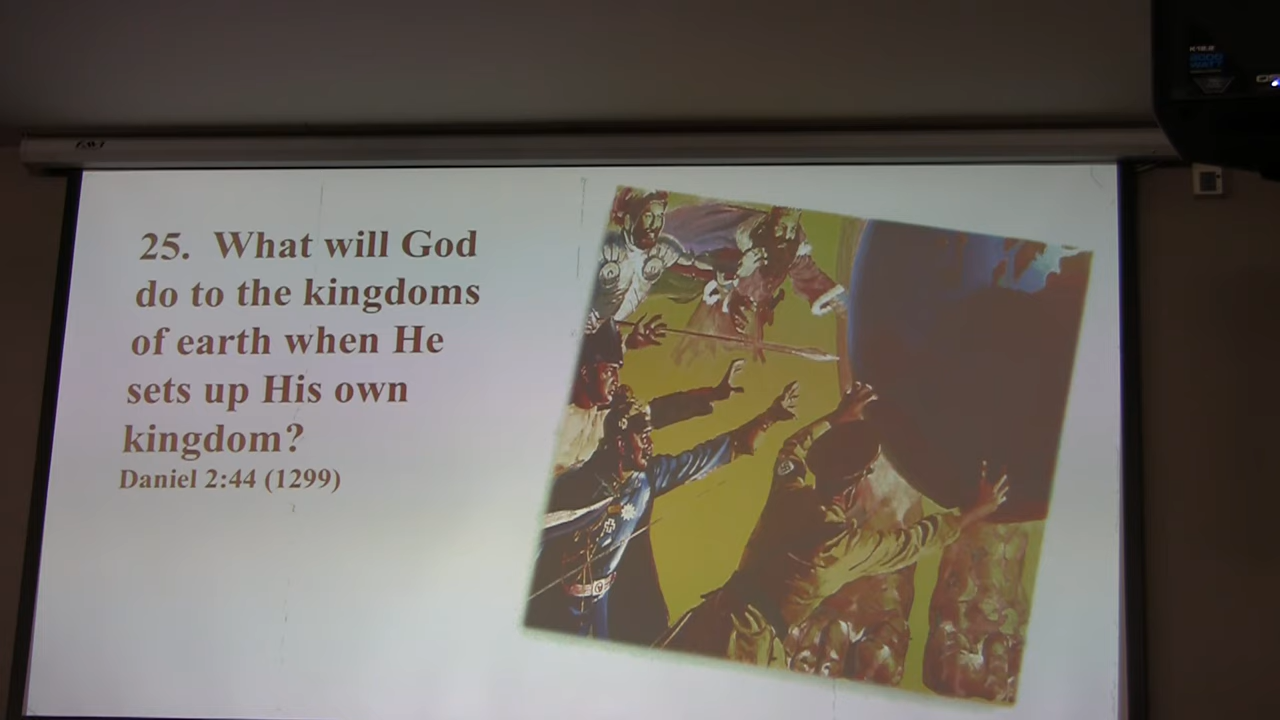 25. What will God
do to the kingdoms
of earth when He
sets up His own
kingdom?
Daniel 2:44 (1299)